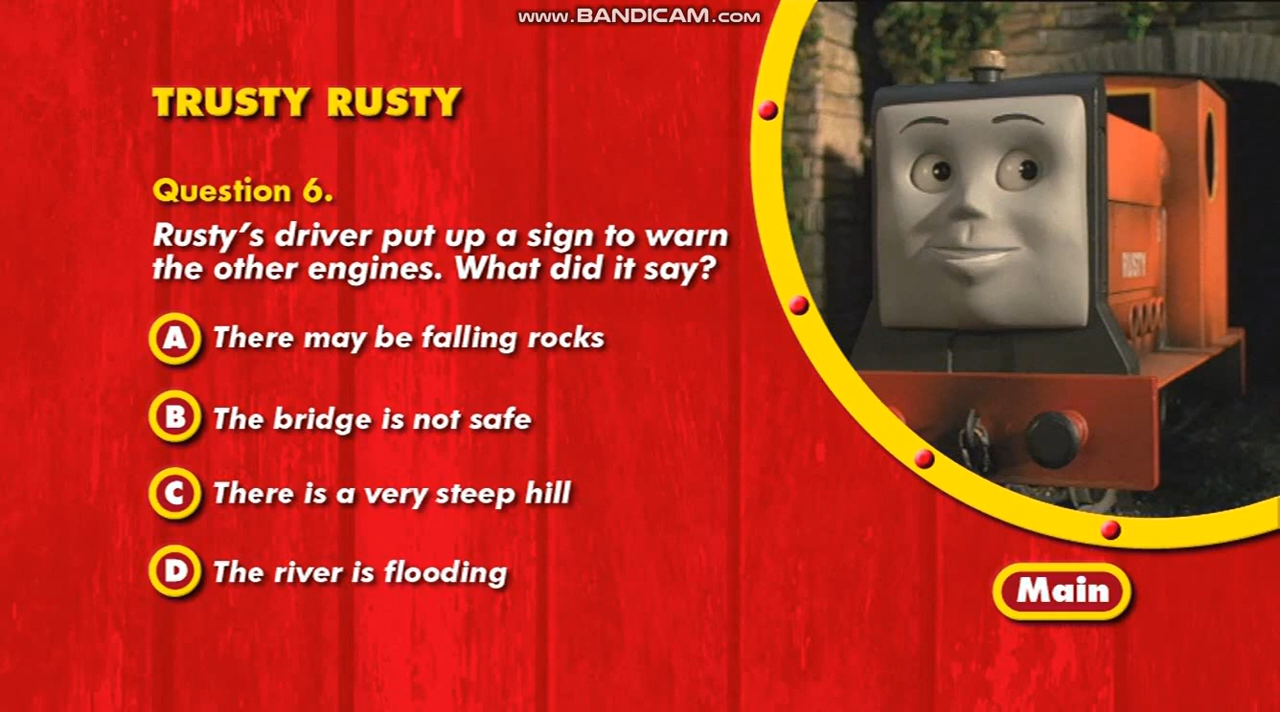 www.BANDICAM.com
TRUSTY RUSTY
Question 6.
Rusty's driver put up a sign to warn
the other engines. What did it say?
A There may be falling rocks
B The bridge is not safe
C There is a very steep hill
D The river is flooding
RUSTY
Main